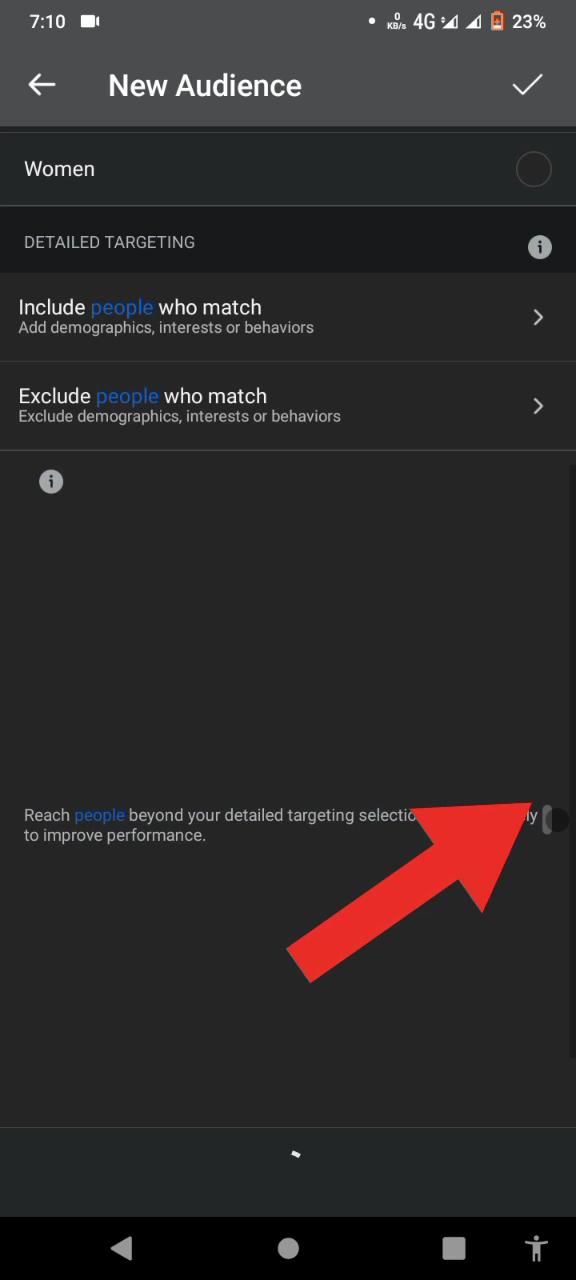 7:10 0 KB/s 4G 23%
New Audience
Women
DETAILED TARGETING
Include people who match
Add demographics, interests or behaviors
Exclude people who match
Exclude demographics, interests or behaviors
Reach people beyond your detailed targeting
to improve performance.